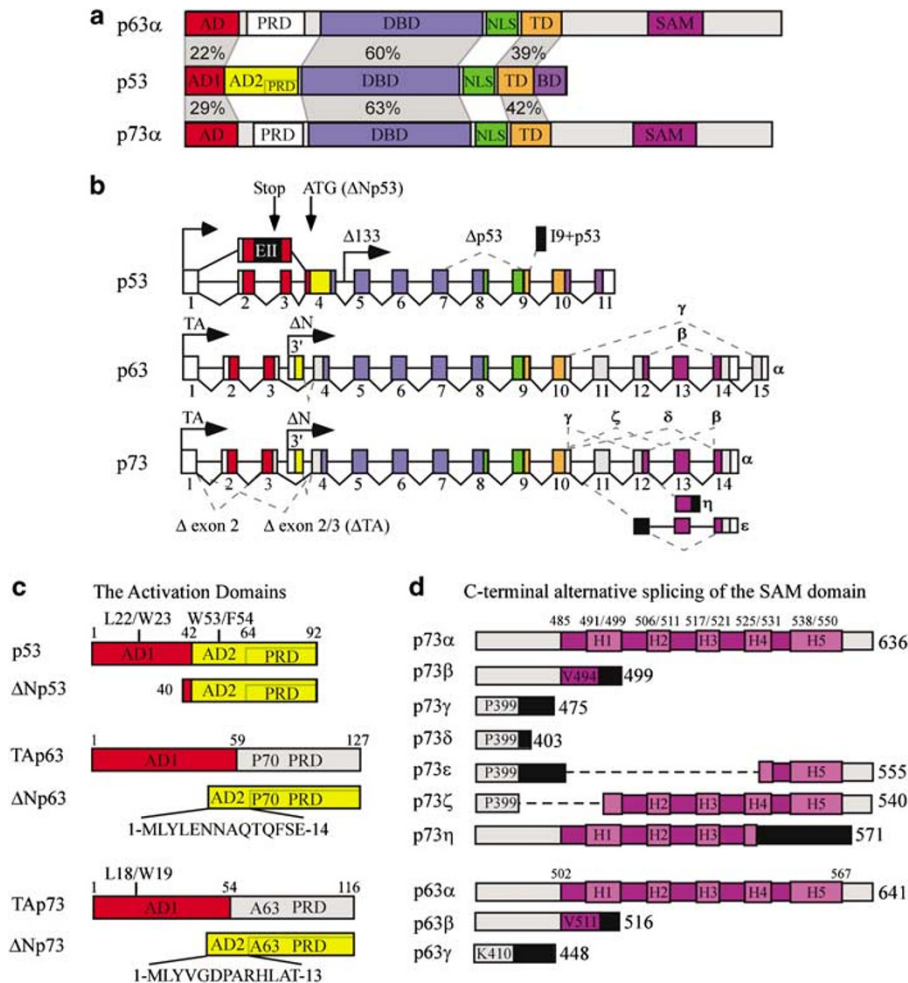 a
p63α AD PRD DBD NLS TD SAM
22% 60% 39%
p53 AD1 AD2 PRD DBD NLS TD BD
29% 63% 42%
p73α AD PRD DBD NLS TD SAM
b
Stop ATG (ΔNp53)
EII Δ133 Δp53 I9+p53
p53
1 2 3 4 5 6 7 8 9 10 11
TA ΔN γ
3' β
p63 α
1 2 3 4 5 6 7 8 9 10 11 12 13 14 15
TA ΔN γ ζ δ β
3'
p73 α
1 2 3 4 5 6 7 8 9 10 11 12 13 14
η
Δ exon 2 Δ exon 2/3 (ΔTA) ε
c
The Activation Domains
L22/W23 W53/F54
1 42 64 92
p53 AD1 AD2 PRD
ΔNp53 40 AD2 PRD
1 59 127
TAp63 AD1 P70 PRD
ΔNp63 AD2 P70 PRD
1-MLYLENNAQTQFSE-14
L18/W19
1 54 116
TAp73 AD1 A63 PRD
ΔNp73 AD2 A63 PRD
1-MLYVGDPARHLAT-13
d
C-terminal alternative splicing of the SAM domain
485 491/499 506/511 517/521 525/531 538/550
p73α H1 H2 H3 H4 H5 636
p73β V494 499
p73γ P399 475
p73δ P399 403
p73ε P399 H5 555
p73ζ P399 H2 H3 H4 H5 540
p73η H1 H2 H3 571
502 567
p63α H1 H2 H3 H4 H5 641
p63β V511 516
p63γ K410 448